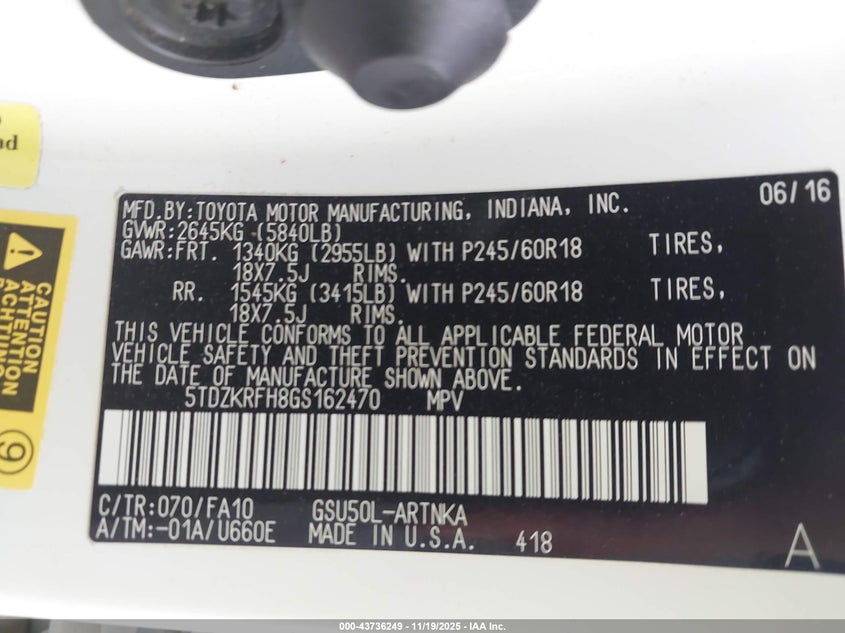 ad
CAUTION
ATTENTION
ACHTUNG
9
MFD.BY:TOYOTA MOTOR MANUFACTURING, INDIANA, INC. 06/16
GVWR:2645KG (5840LB)
GAWR:FRT. 1340KG (2955LB) WITH P245/60R18 TIRES,
18X7.5J RIMS.
RR. 1545KG (3415LB) WITH P245/60R18 TIRES,
18X7.5J RIMS.
THIS VEHICLE CONFORMS TO ALL APPLICABLE FEDERAL MOTOR
VEHICLE SAFETY AND THEFT PREVENTION STANDARDS IN EFFECT ON
THE DATE OF MANUFACTURE SHOWN ABOVE.
5TDZKRFH8GS162470 MPV
C/TR:070/FA10 GSU50L-ARTNKA
A/TM:-01A/U660E MADE IN U.S.A. 418
A
000-43736249 - 11/19/2025 - IAA Inc.